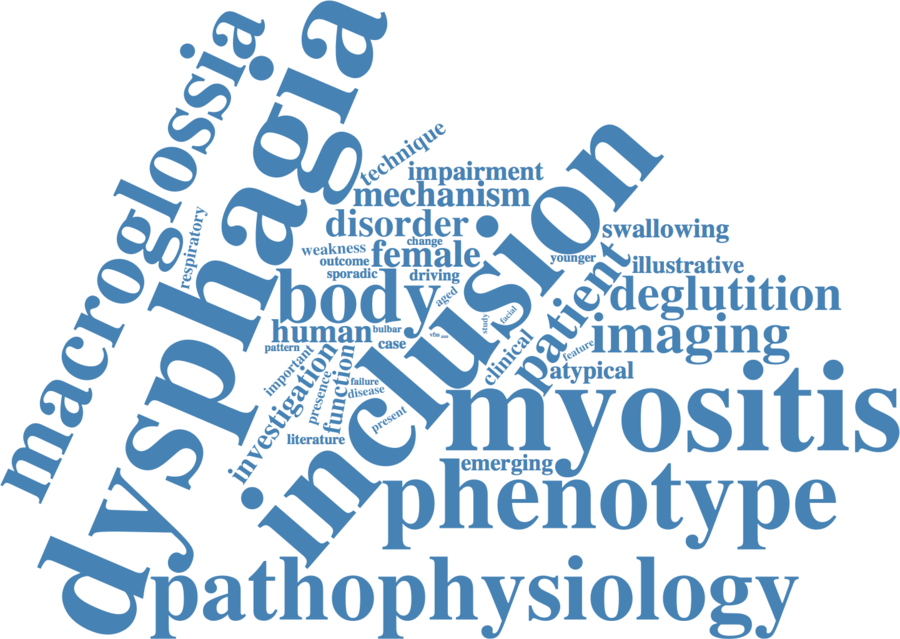 macroglossia
dysphagia
technique
impairment
mechanism
respiratory
disorder
inclusion
swallowing
change
weakness
female
younger
patient
illustrative
outcome
sporadic
driving
body
aged
deglutition
facial
study
human
bulbar
vfss
imaging
pattern
case
clinical
feature
important
investigation
presence
function
failure
disease
atypical
myositis
present
literature
emerging
phenotype
pathophysiology